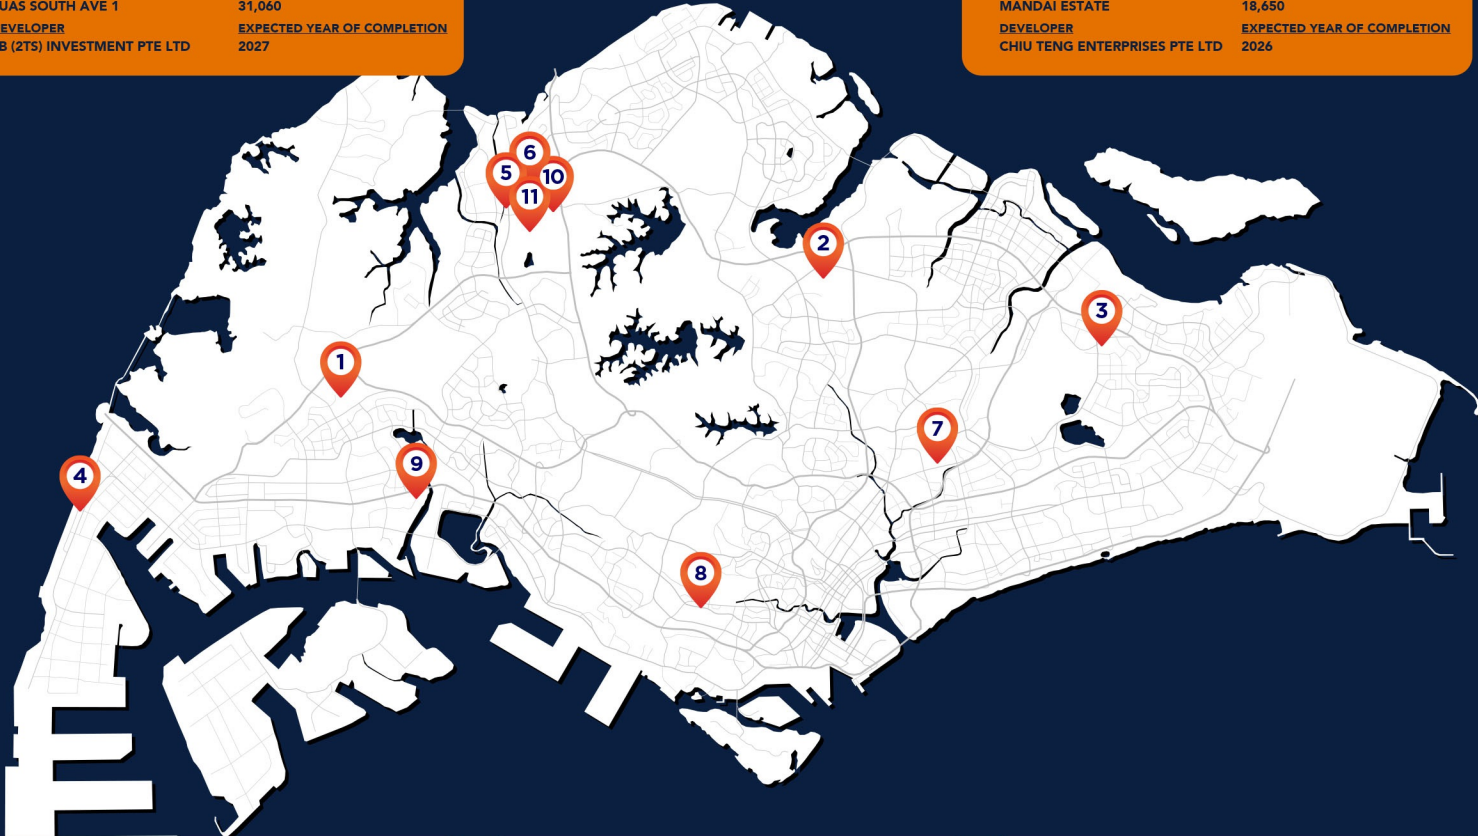 UAS SOUTH AVE 1 31,060
EVELOPER EXPECTED YEAR OF COMPLETION
B (2TS) INVESTMENT PTE LTD 2027
MANDAI ESTATE 18,650
DEVELOPER EXPECTED YEAR OF COMPLETION
CHIU TENG ENTERPRISES PTE LTD 2026
6
5
10
11
2
3
1
7
9
4
8